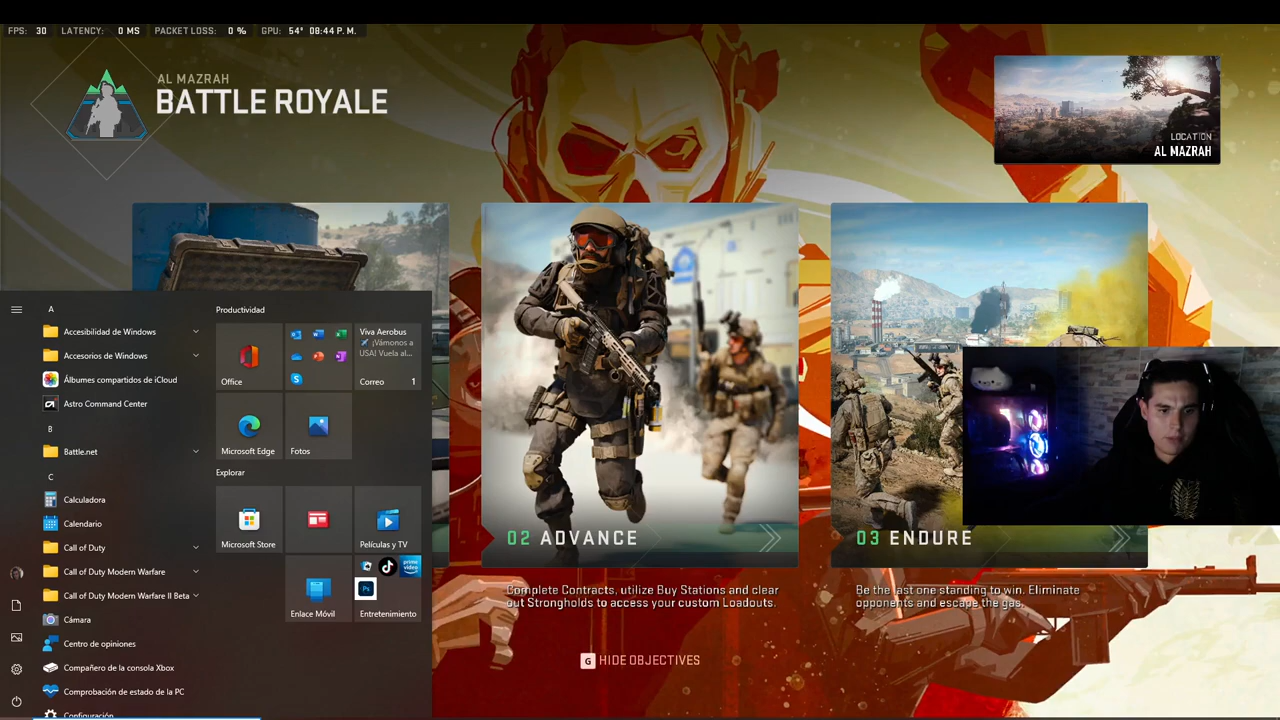 FPS: 30 LATENCY: 0 MS PACKET LOSS: 0 % GPU: 54° 08:44 P. M.
AL MAZRAH
BATTLE ROYALE
LOCATION
AL MAZRAH
A
Accesibilidad de Windows
Accesorios de Windows
Álbumes compartidos de iCloud
Astro Command Center
B
Battle.net
C
Calculadora
Calendario
Call of Duty
Call of Duty Modern Warfare
Call of Duty Modern Warfare II Beta
Cámara
Centro de opiniones
Compañero de la consola Xbox
Comprobación de estado de la PC
Configuración
Productividad
Office
Viva Aerobus
¡Vámonos a
USA! Vuela al...
Correo 1
Microsoft Edge
Fotos
Explorar
Microsoft Store
Películas y TV
prime video
Ps
Enlace Móvil
Entretenimiento
02 ADVANCE
Complete Contracts, utilize Buy Stations and clear
out Strongholds to access your custom Loadouts.
03 ENDURE
Be the last one standing to win. Eliminate
opponents and escape the gas.
G HIDE OBJECTIVES